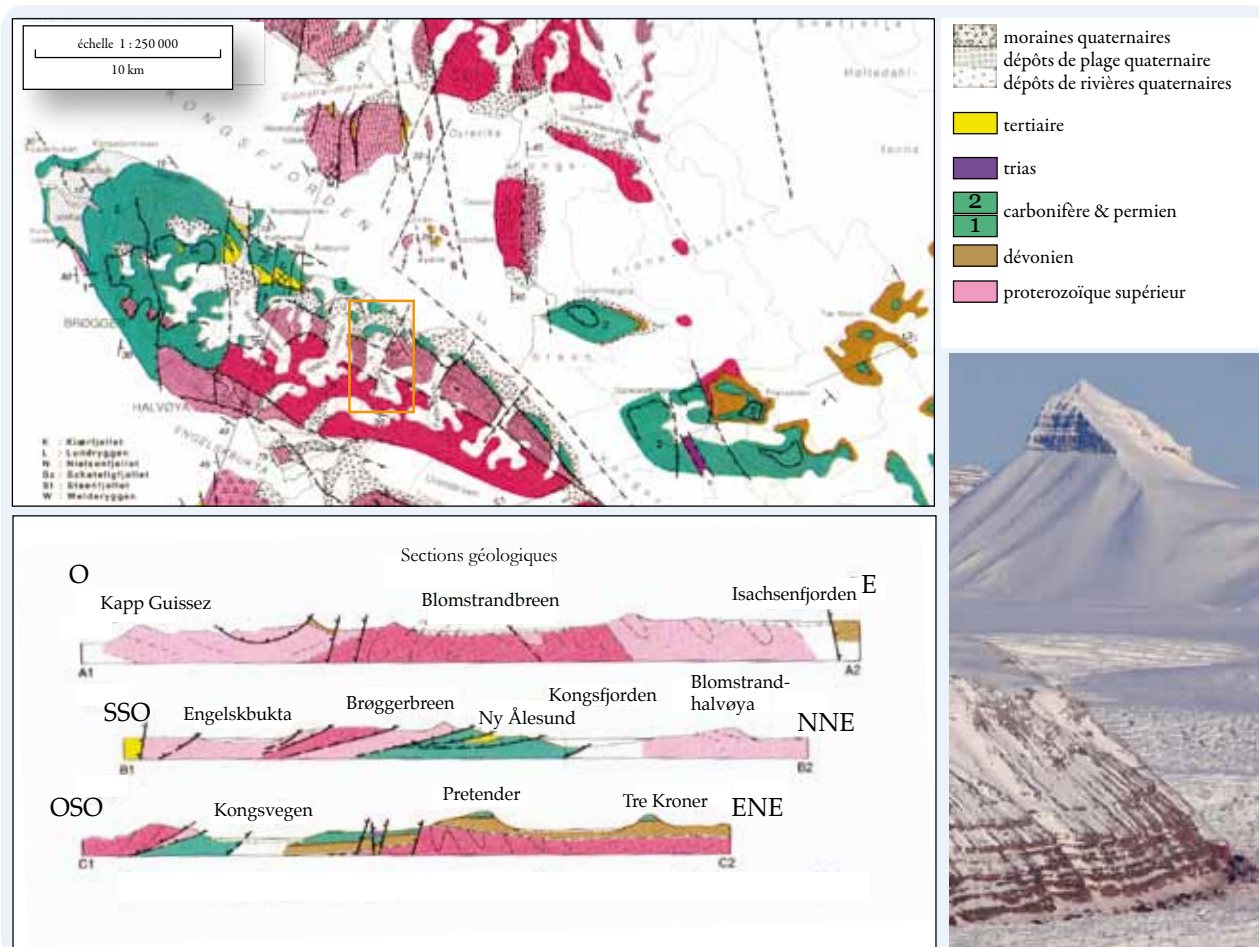 échelle 1 : 250 000
10 km
KONGSFJORDEN
BRØGGER
HALVØYA
ENGELSBUKTA
K : Kiærfjellet
L : Lundryggen
N : Nielsenfjellet
Sc : Scheteligfjellet
St : Steenfjellet
W : Welderyggen
moraines quaternaires
dépôts de plage quaternaire
dépôts de rivières quaternaires
tertiaire
trias
2
1
carbonifère & permien
dévonien
proterozoïque supérieur
Sections géologiques
O
Kapp Guissez
Blomstrandbreen
Isachsenfjorden
E
A1
A2
SSO
Engelskbukta
Brøggerbreen
Ny Ålesund
Kongsfjorden
Blomstrand-
halvøya
NNE
B1
B2
OSO
Kongsvegen
Pretender
Tre Kroner
ENE
C1
C2